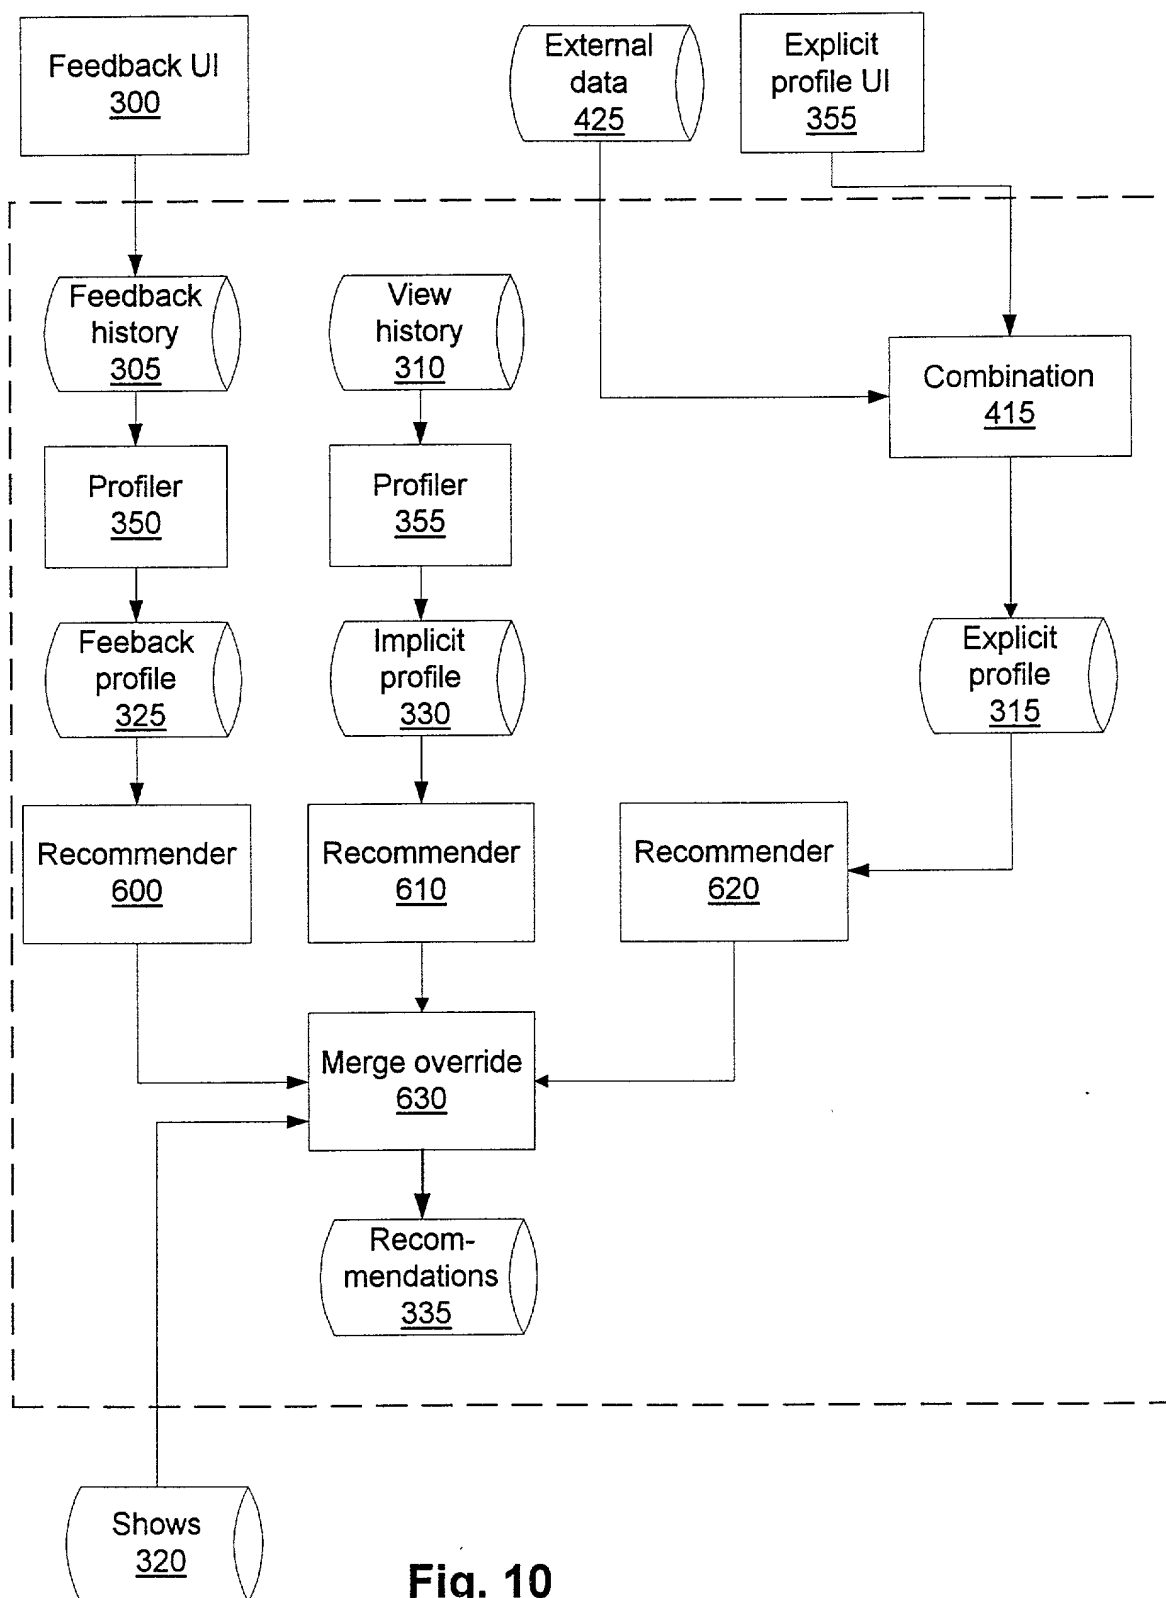 Feedback UI
300
External
data
425
Explicit
profile UI
355
Feedback
history
305
View
history
310
Combination
415
Profiler
350
Profiler
355
Feeback
profile
325
Implicit
profile
330
Explicit
profile
315
Recommender
600
Recommender
610
Recommender
620
Merge override
630
Recom-
mendations
335
Shows
320
Fig. 10